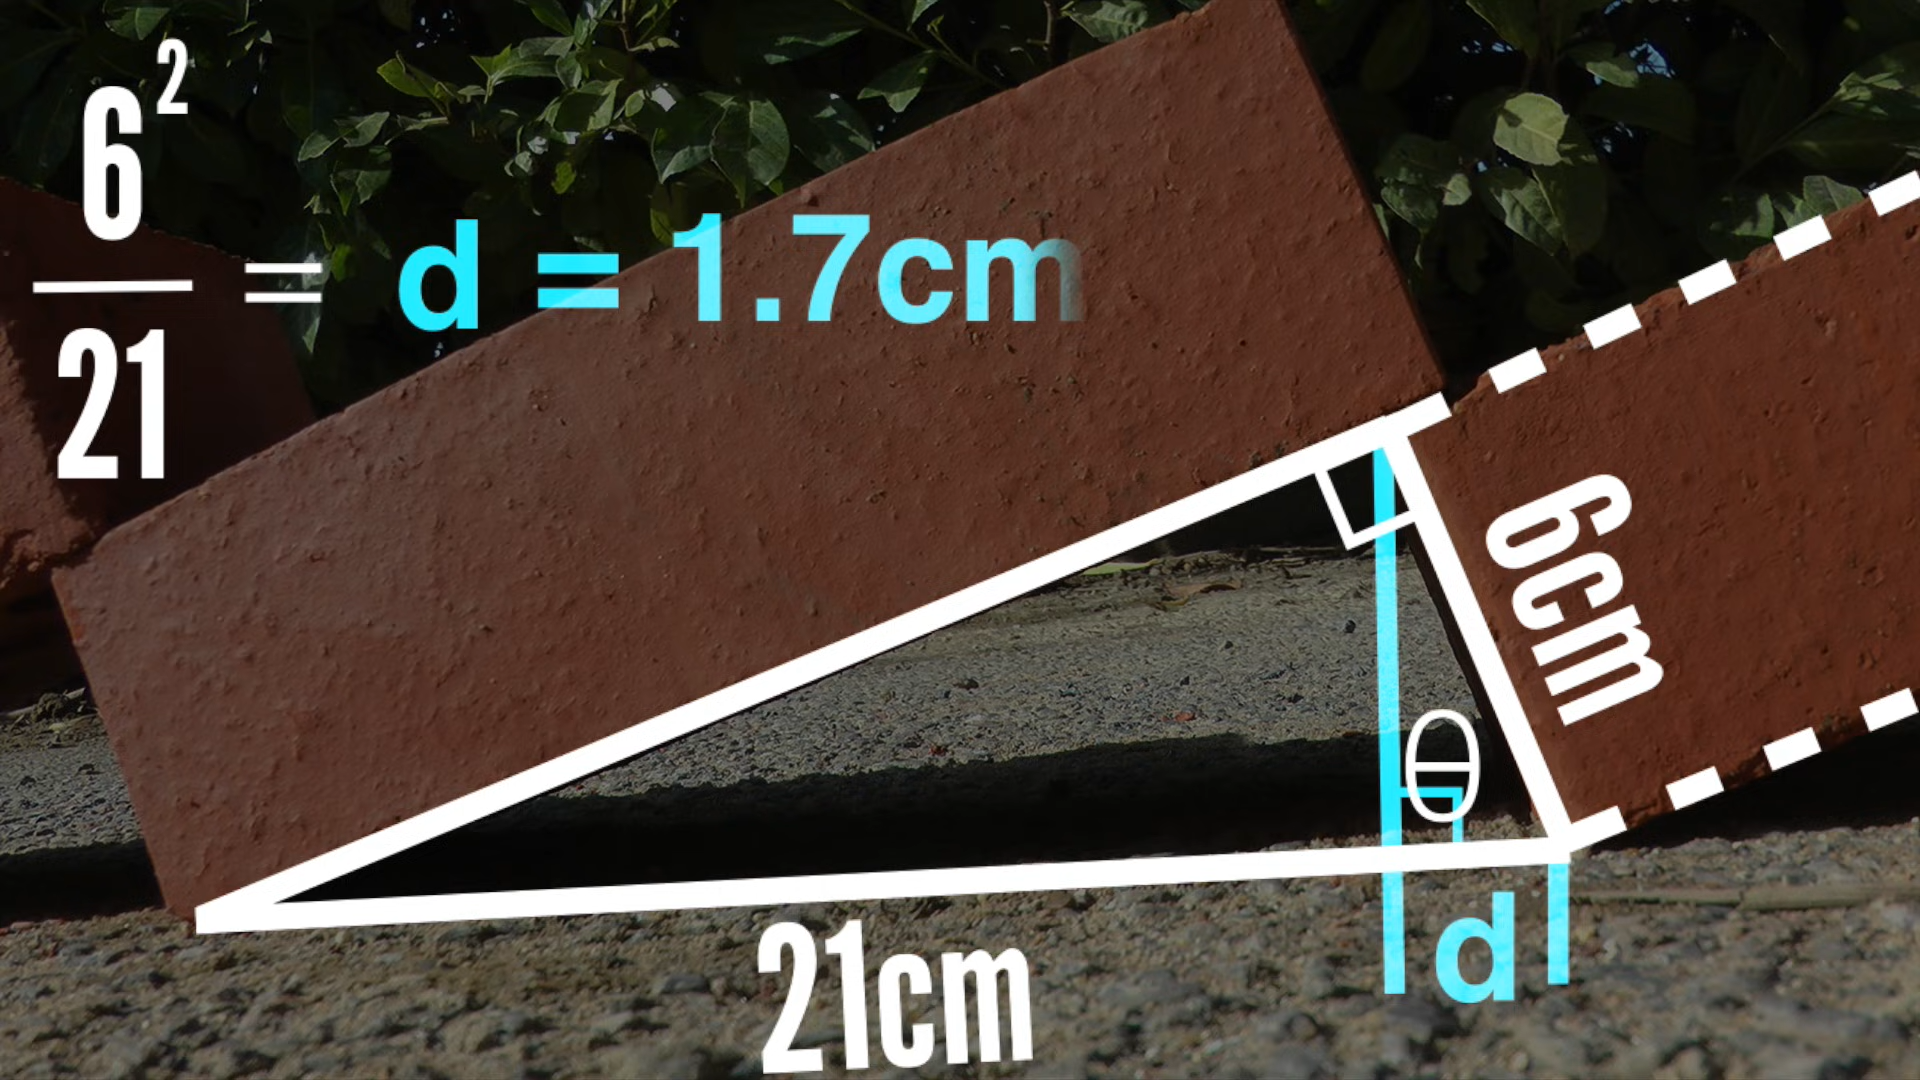 6²
21
= d = 1.7cm
6cm
θ
d
21cm